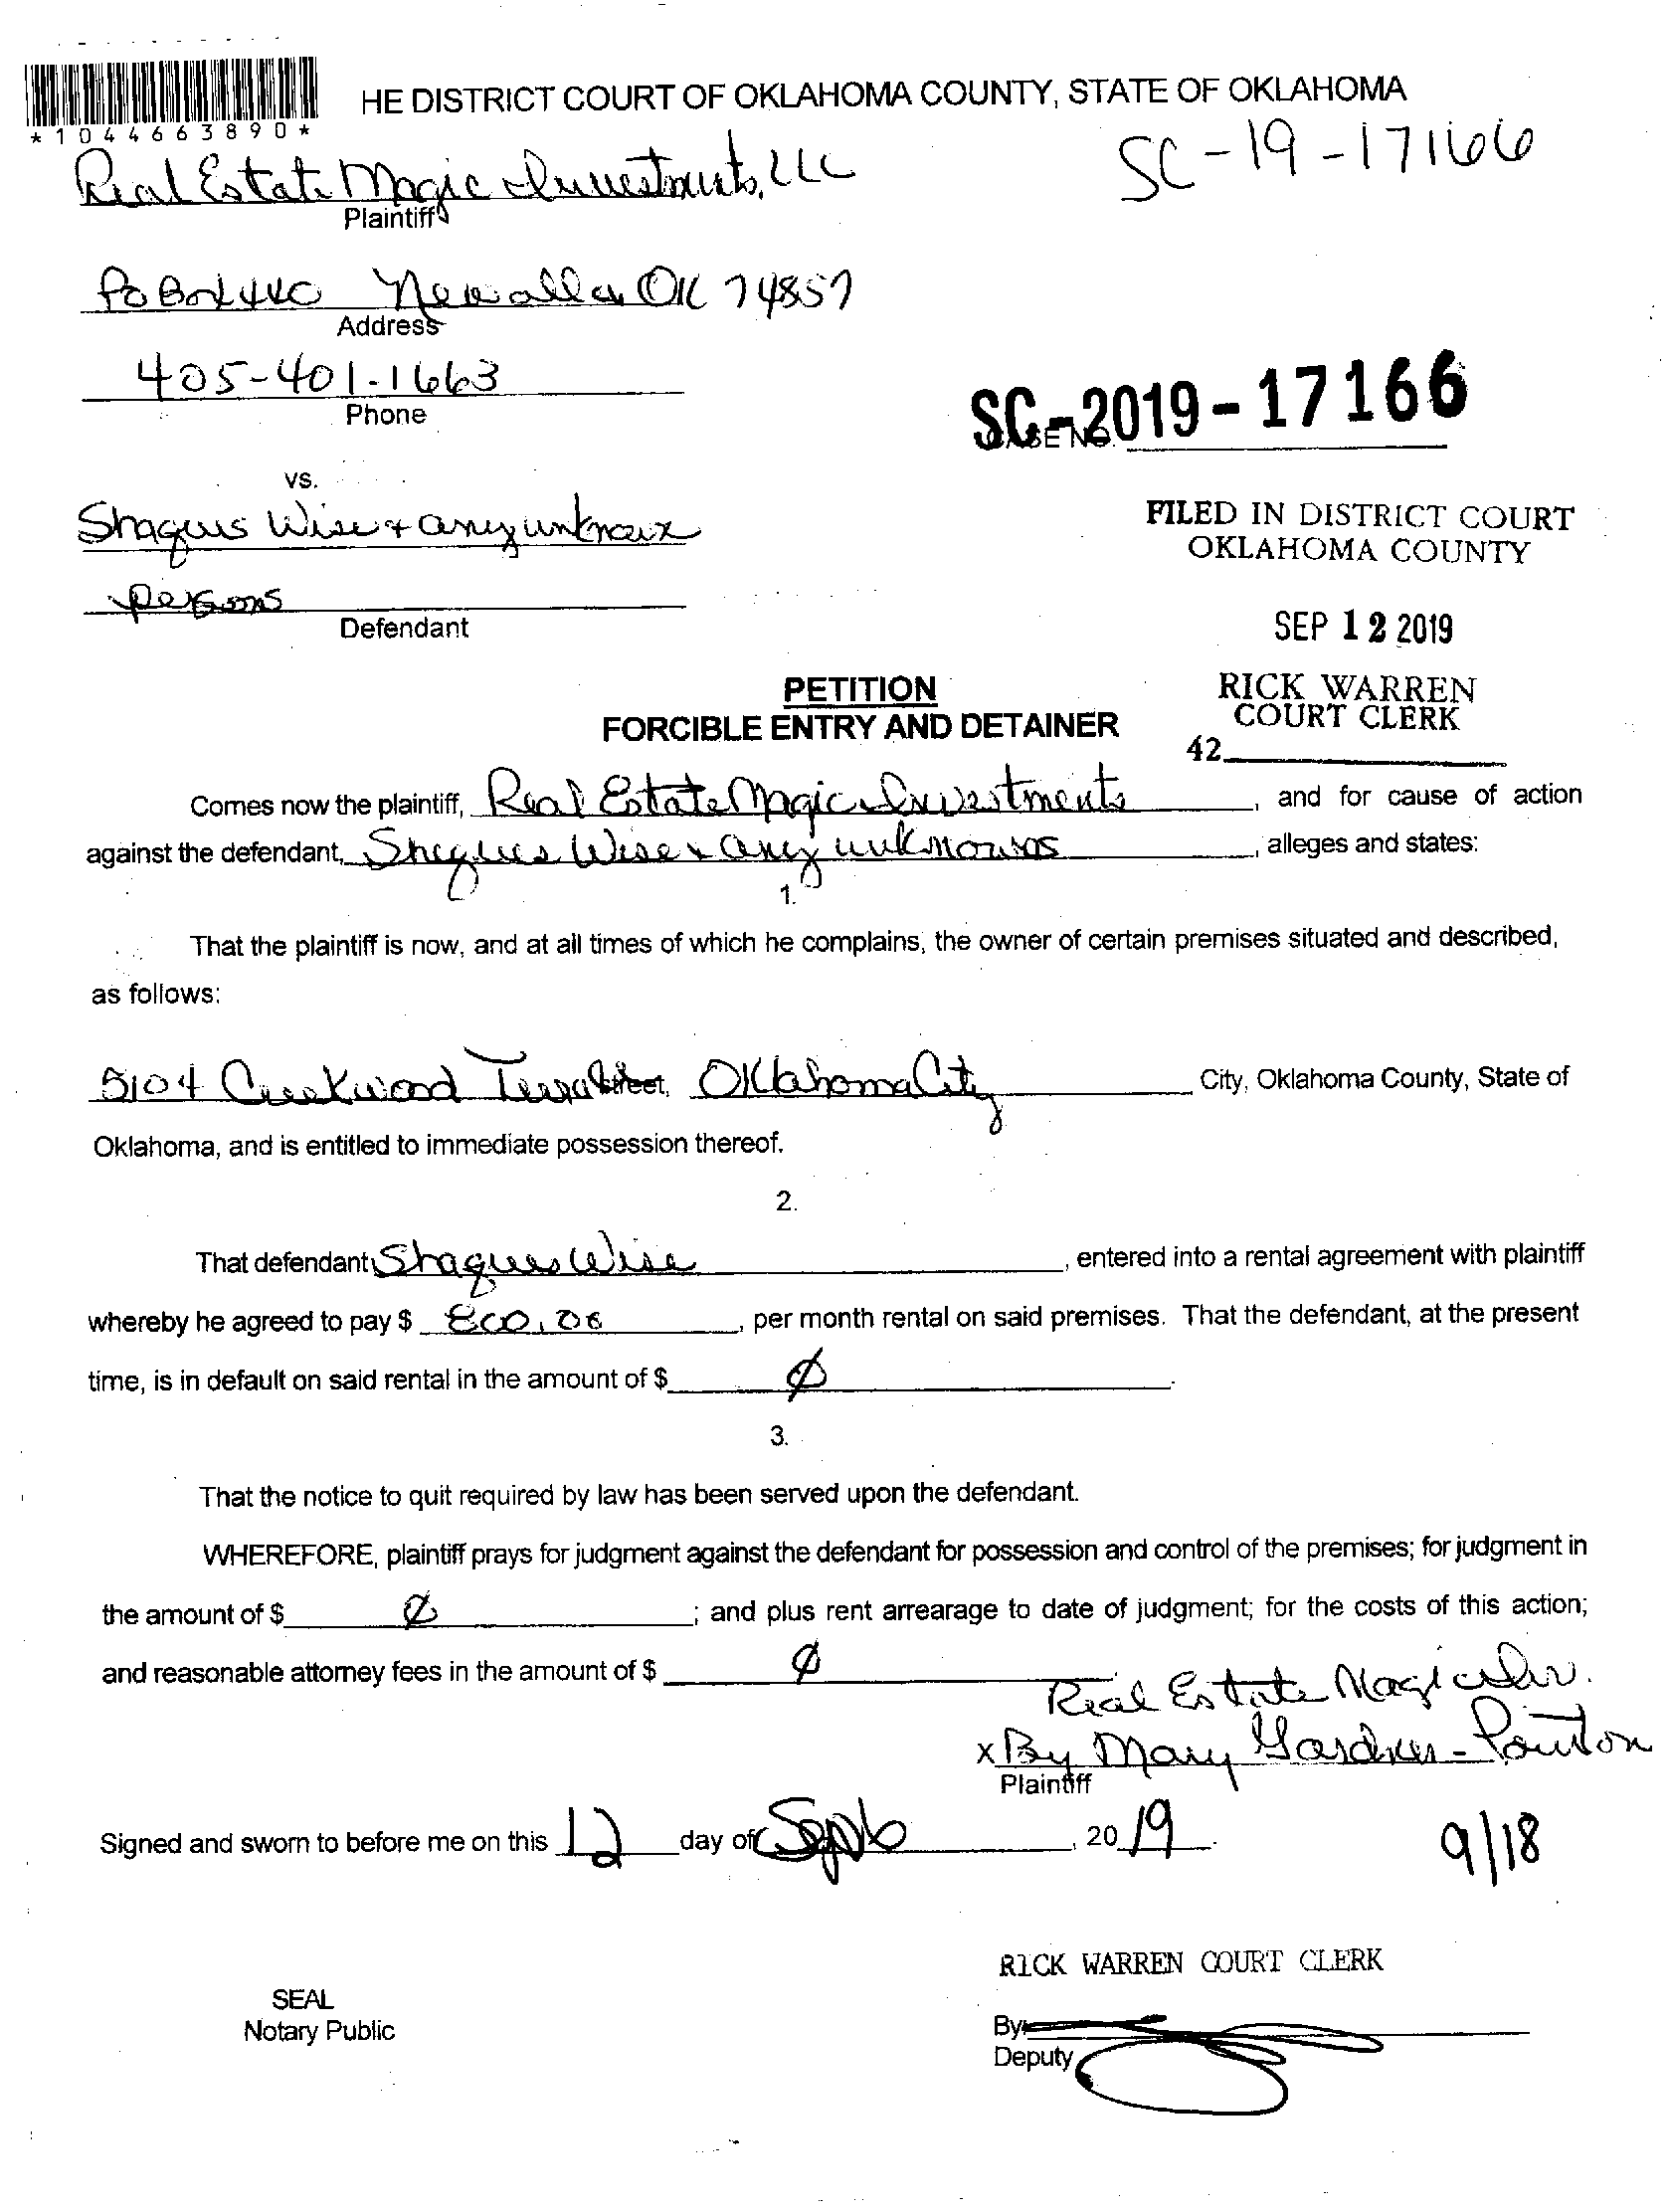 *1044663890*
HE DISTRICT COURT OF OKLAHOMA COUNTY, STATE OF OKLAHOMA
SC-19-17166
Real Estate Magic Investments, LLC
Plaintiff
PO Box 440 Newalla OK 74857
Address
405-401-1663
Phone
SC-2019-17166
CASE NO.
vs.
Shaques Wise + any unknown
persons
Defendant
FILED IN DISTRICT COURT
OKLAHOMA COUNTY
SEP 12 2019
RICK WARREN
COURT CLERK
42
PETITION
FORCIBLE ENTRY AND DETAINER
Comes now the plaintiff, Real Estate Magic Investments, and for cause of action
against the defendant, Shaques Wise + any unknowns, alleges and states:
1.
That the plaintiff is now, and at all times of which he complains, the owner of certain premises situated and described,
as follows:
5104 Creekwood Terra Street, Oklahoma City City, Oklahoma County, State of
Oklahoma, and is entitled to immediate possession thereof.
2.
That defendant, Shaques Wise, entered into a rental agreement with plaintiff
whereby he agreed to pay $ 800.00, per month rental on said premises. That the defendant, at the present
time, is in default on said rental in the amount of $ Ø.
3.
That the notice to quit required by law has been served upon the defendant.
WHEREFORE, plaintiff prays for judgment against the defendant for possession and control of the premises; for judgment in
the amount of $ Ø; and plus rent arrearage to date of judgment; for the costs of this action;
and reasonable attorney fees in the amount of $ Ø
Real Estate Magic Inv.
x By Mary Gardner-
Plaintiff
Signed and sworn to before me on this 12 day of Sept, 2019.
9/18
RICK WARREN COURT CLERK
SEAL
Notary Public
By
Deputy